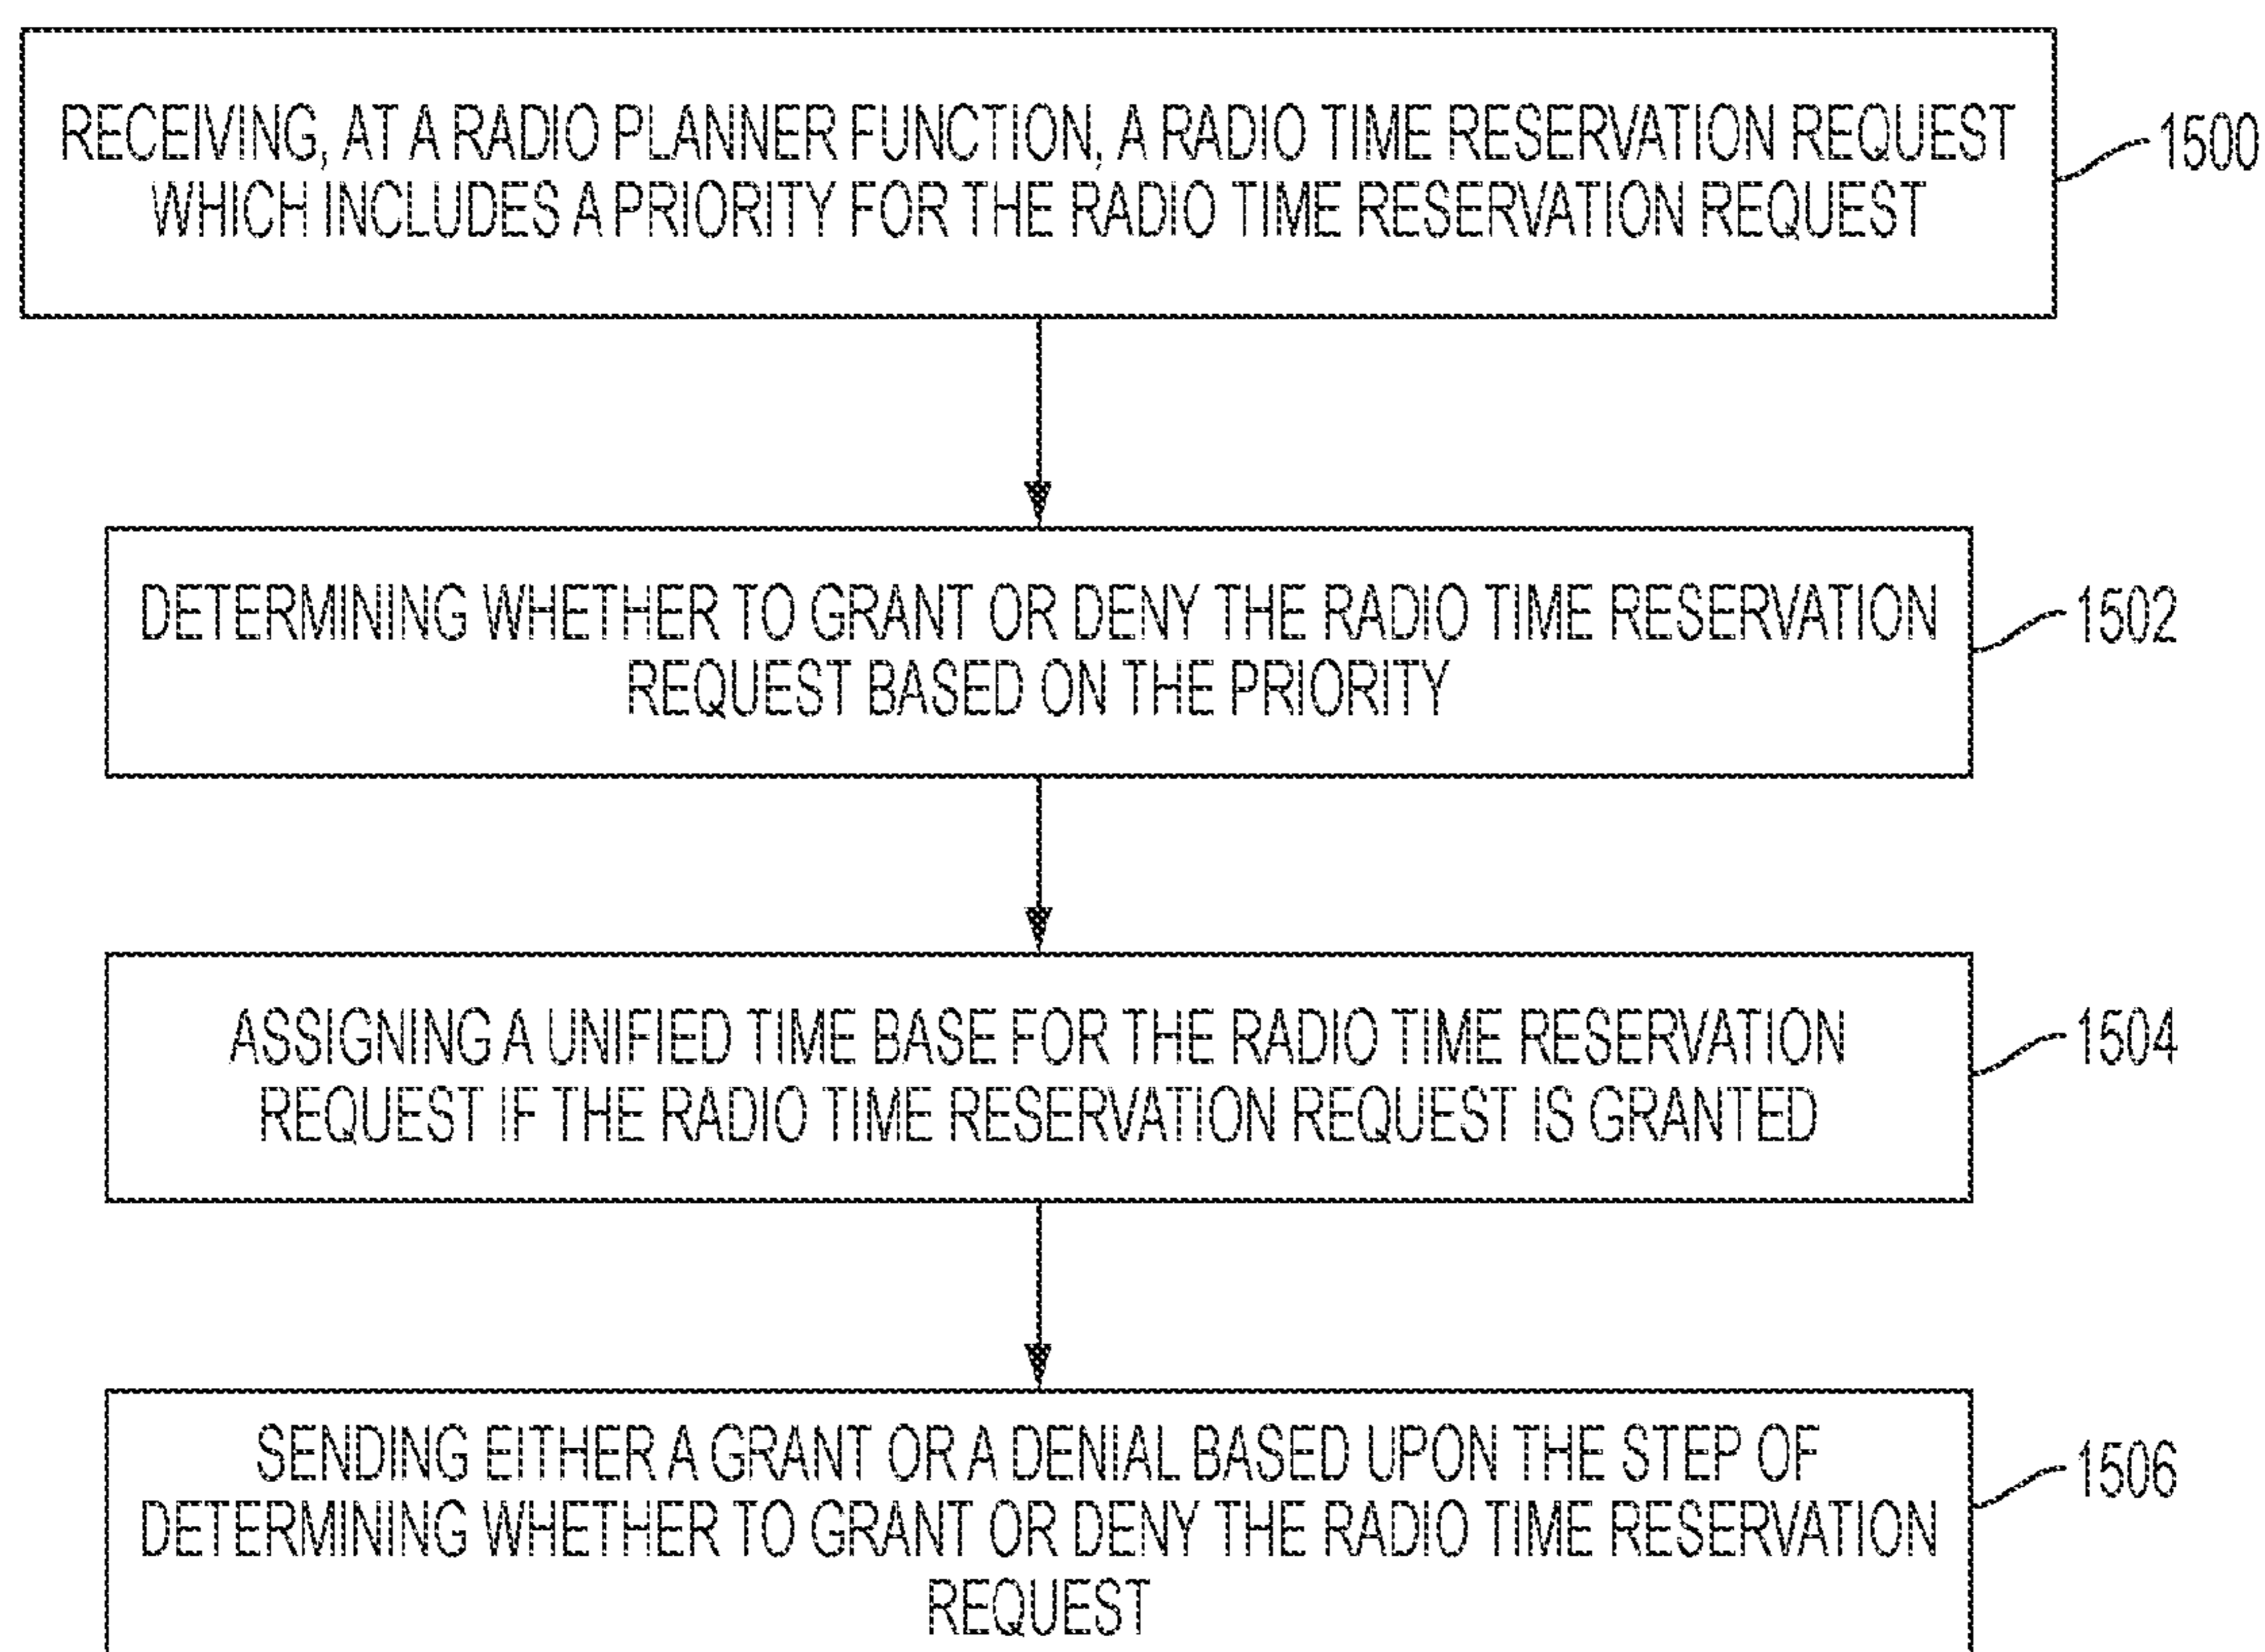 RECEIVING, AT A RADIO PLANNER FUNCTION, A RADIO TIME RESERVATION REQUEST
WHICH INCLUDES A PRIORITY FOR THE RADIO TIME RESERVATION REQUEST
1500
DETERMINING WHETHER TO GRANT OR DENY THE RADIO TIME RESERVATION
REQUEST BASED ON THE PRIORITY
1502
ASSIGNING A UNIFIED TIME BASE FOR THE RADIO TIME RESERVATION
REQUEST IF THE RADIO TIME RESERVATION REQUEST IS GRANTED
1504
SENDING EITHER A GRANT OR A DENIAL BASED UPON THE STEP OF
DETERMINING WHETHER TO GRANT OR DENY THE RADIO TIME RESERVATION
REQUEST
1506